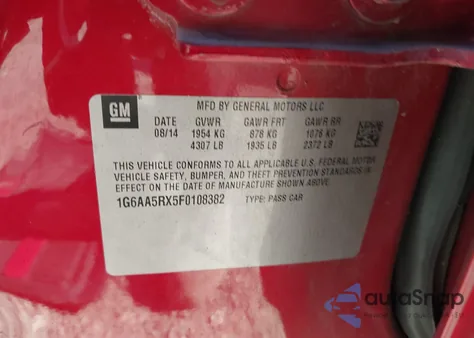 GM
MFD BY GENERAL MOTORS LLC
DATE GVWR GAWR FRT GAWR RR
08/14 1954 KG 878 KG 1076 KG
4307 LB 1935 LB 2372 LB
THIS VEHICLE CONFORMS TO ALL APPLICABLE U.S. FEDERAL MOTOR
VEHICLE SAFETY, BUMPER, AND THEFT PREVENTION STANDARDS IN
EFFECT ON THE DATE OF MANUFACTURE SHOWN ABOVE.
1G6AA5RX5F0108382 TYPE: PASS CAR
autoSnap